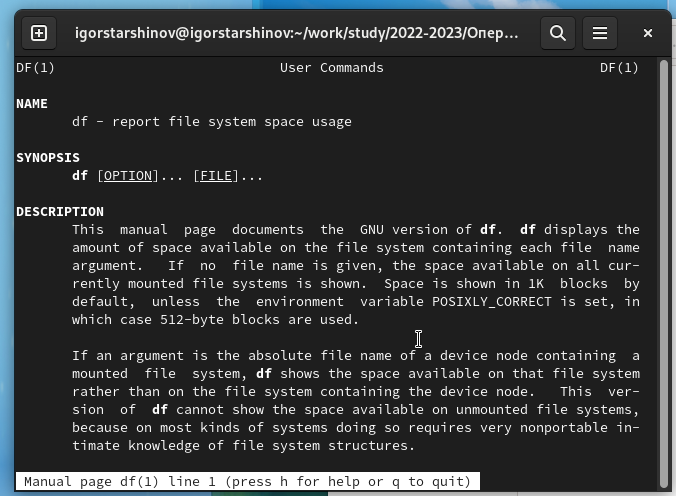 igorstarshinov@igorstarshinov:~/work/study/2022-2023/Опер...
DF(1) User Commands DF(1)
NAME
df - report file system space usage
SYNOPSIS
df [OPTION]... [FILE]...
DESCRIPTION
This manual page documents the GNU version of df. df displays the
amount of space available on the file system containing each file name
argument. If no file name is given, the space available on all cur-
rently mounted file systems is shown. Space is shown in 1K blocks by
default, unless the environment variable POSIXLY_CORRECT is set, in
which case 512-byte blocks are used.
If an argument is the absolute file name of a device node containing a
mounted file system, df shows the space available on that file system
rather than on the file system containing the device node. This ver-
sion of df cannot show the space available on unmounted file systems,
because on most kinds of systems doing so requires very nonportable in-
timate knowledge of file system structures.
Manual page df(1) line 1 (press h for help or q to quit)